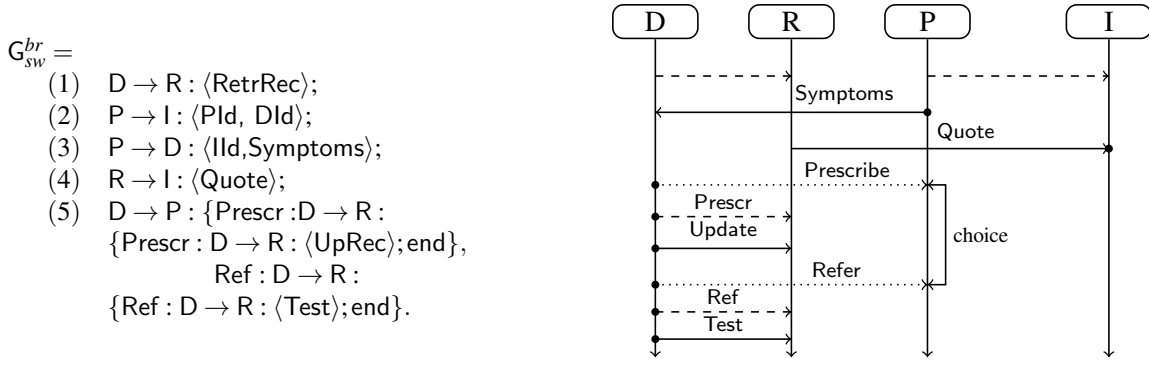 G^{br}_{sw} =
(1) D → R : ⟨RetrRec⟩;
(2) P → I : ⟨PId, DId⟩;
(3) P → D : ⟨IId,Symptoms⟩;
(4) R → I : ⟨Quote⟩;
(5) D → P : {Prescr :D → R :
{Prescr : D → R : ⟨UpRec⟩;end},
Ref : D → R :
{Ref : D → R : ⟨Test⟩;end}.
D R P I
Symptoms
Quote
Prescribe
Prescr
Update
choice
Refer
Ref
Test